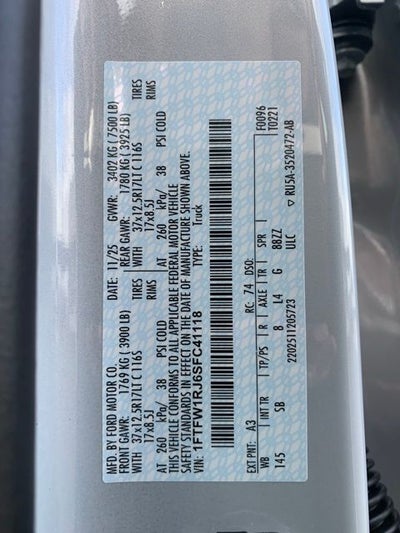 MFD. BY FORD MOTOR CO.
DATE: 11/25 GVWR: 3402 KG ( 7500 LB)
FRONT GAWR: 1769 KG ( 3900 LB) REAR GAWR: 1780 KG ( 3925 LB)
WITH 37x12.5R17LT C 116S TIRES WITH 37x12.5R17LT C 116S TIRES
17x8.5J RIMS 17x8.5J RIMS
AT 260 kPa/ 38 PSI COLD AT 260 kPa/ 38 PSI COLD
THIS VEHICLE CONFORMS TO ALL APPLICABLE FEDERAL MOTOR VEHICLE
SAFETY STANDARDS IN EFFECT ON THE DATE OF MANUFACTURE SHOWN ABOVE.
VIN: 1FTFW1RJ6SFC41118
TYPE: Truck
F0096
T0221
EXT PNT: A3 RC: 74 DSO:
WB INT TR TP/PS R AXLE TR SPR
145 SB 8 L4 G 88ZZ
2202511205723 ULC
▽ RU5A-3520472-AB